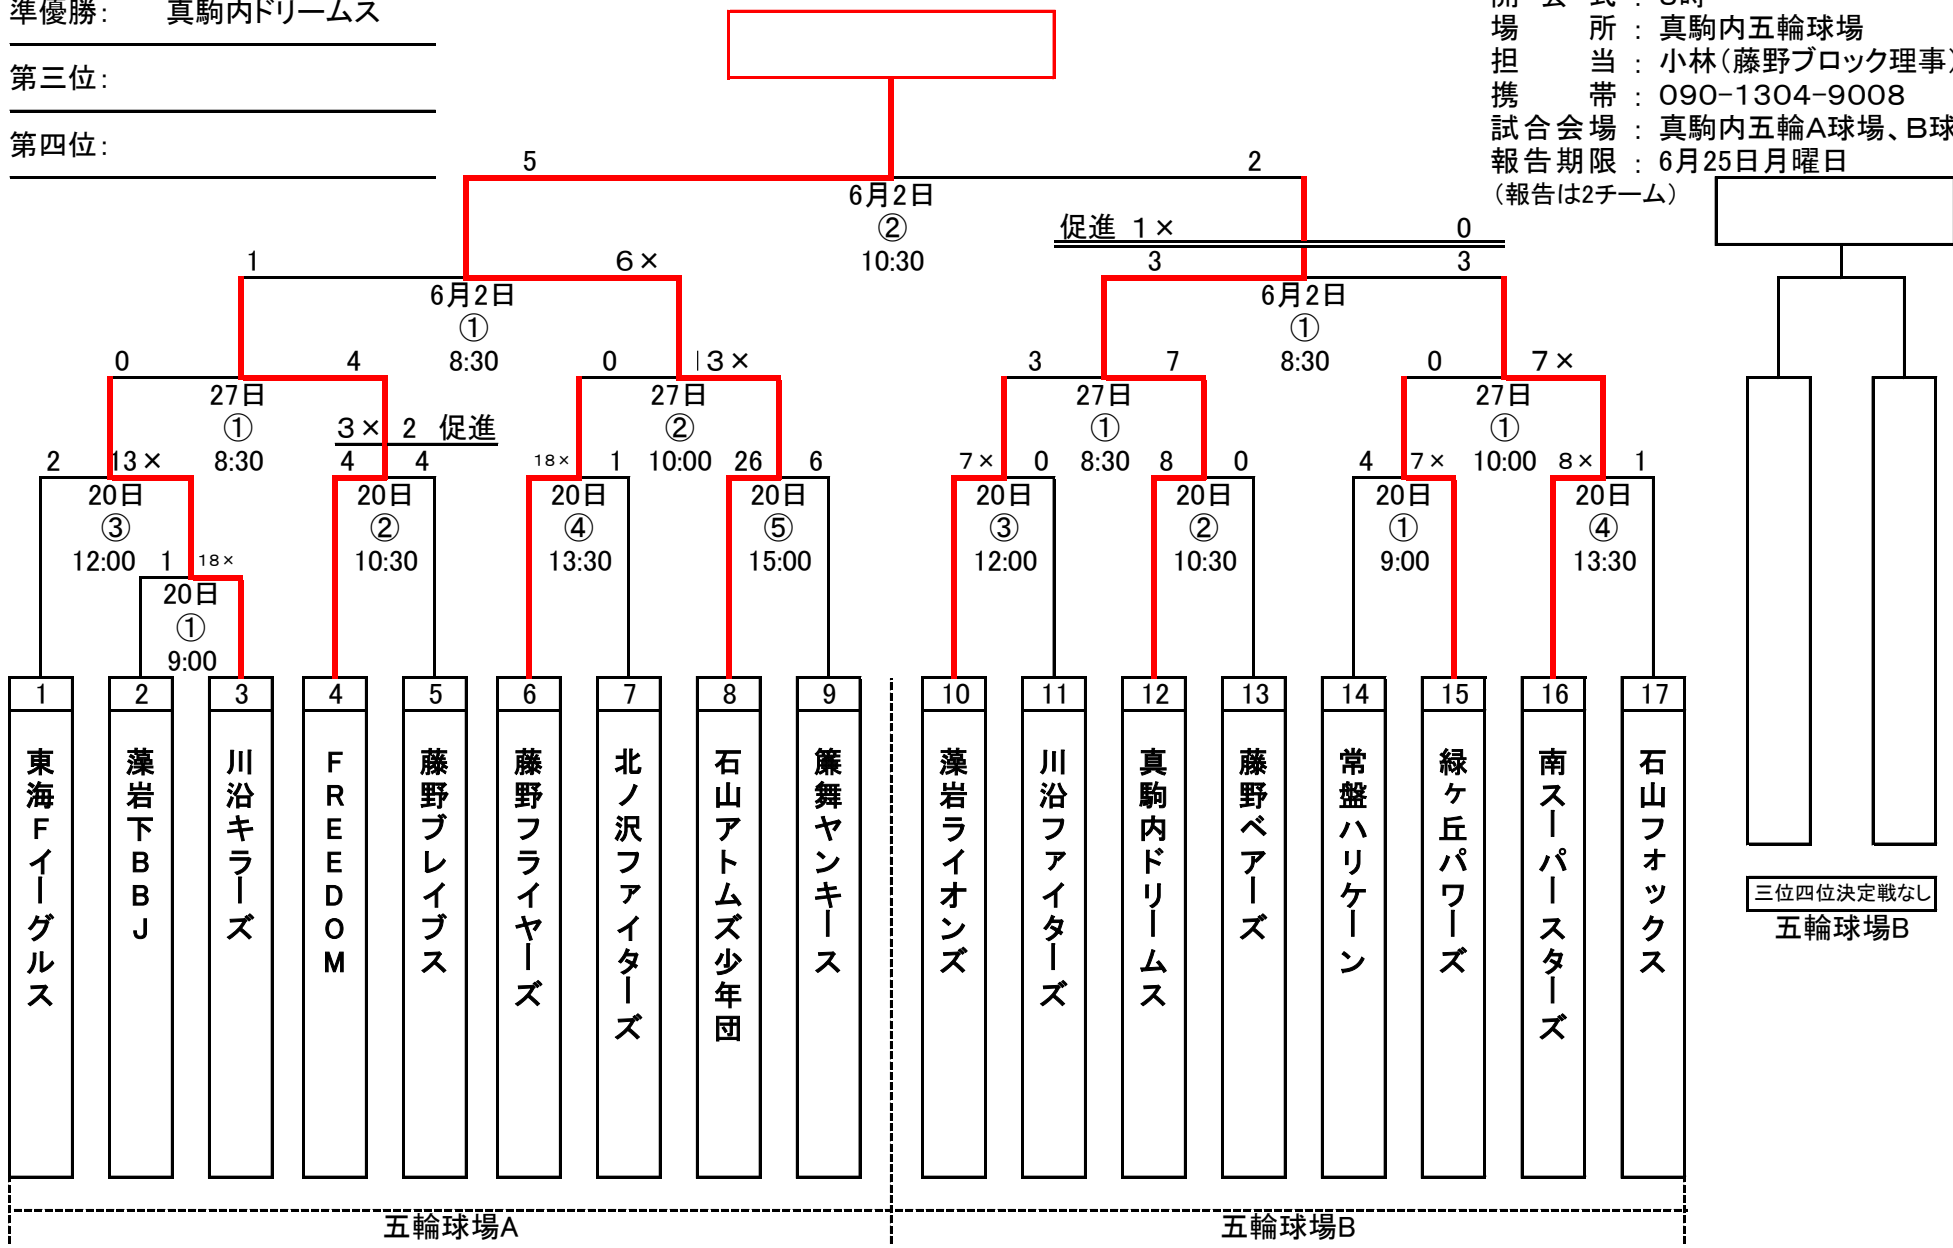 準優勝： 真駒内ドリームス
第三位：
第四位：
場所：真駒内五輪球場
担当：小林（藤野ブロック理事）
携帯：090-1304-9008
試合会場：真駒内五輪A球場、B球
報告期限：6月25日月曜日
（報告は2チーム）
5 2
6月2日
②
10:30
促進 1× 0
1 6× 3 3
6月2日 6月2日
① ①
8:30 8:30
0 4 0 13× 3 7 0 7×
27日 27日 27日 27日
① ② ① ①
8:30 10:00 8:30 10:00
3× 2 促進
2 13× 4 4 18× 1 26 6 7× 0 8 0 4 7× 8× 1
20日 20日 20日 20日 20日 20日 20日 20日
③ ② ④ ⑤ ③ ② ① ④
12:00 10:30 13:30 15:00 12:00 10:30 9:00 13:30
1 18×
20日
①
9:00
1 2 3 4 5 6 7 8 9 10 11 12 13 14 15 16 17
東海Fイーグルス
藻岩下BBJ
川沿キラーズ
FREEDOM
藤野ブレイブス
藤野フライヤーズ
北ノ沢ファイターズ
石山アトムズ少年団
簾舞ヤンキース
藻岩ライオンズ
川沿ファイターズ
真駒内ドリームス
藤野ベアーズ
常盤ハリケーン
緑ヶ丘パワーズ
南スーパースターズ
石山フォックス
三位四位決定戦なし
五輪球場B
五輪球場A
五輪球場B